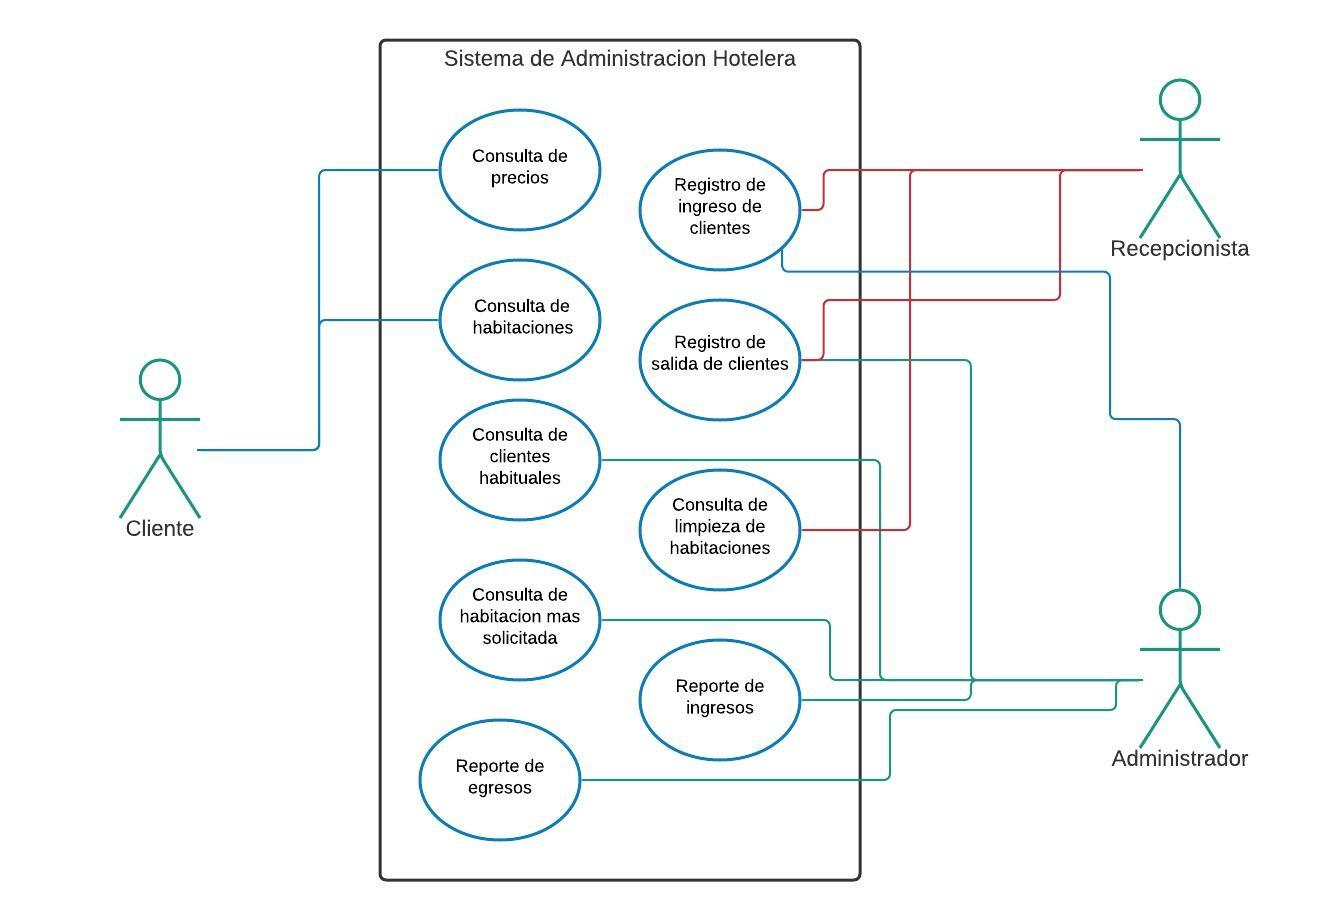 Sistema de Administracion Hotelera
Consulta de
precios
Registro de
ingreso de
clientes
Recepcionista
Consulta de
habitaciones
Registro de
salida de clientes
Cliente
Consulta de
clientes
habituales
Consulta de
limpieza de
habitaciones
Consulta de
habitacion mas
solicitada
Reporte de
ingresos
Administrador
Reporte de
egresos